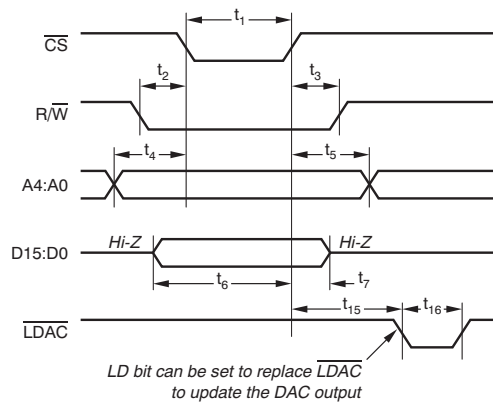 t1
CS
t2
t3
R/W
t4
t5
A4:A0
Hi-Z
Hi-Z
D15:D0
t6
t7
t15
t16
LDAC
LD bit can be set to replace LDAC
to update the DAC output